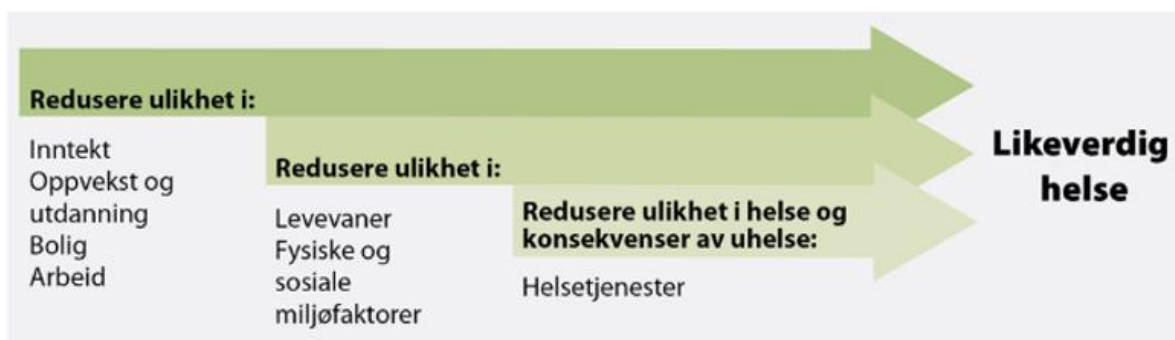 Redusere ulikhet i:
Inntekt
Oppvekst og
utdanning
Bolig
Arbeid
Redusere ulikhet i:
Levevaner
Fysiske og
sosiale
miljøfaktorer
Redusere ulikhet i helse og
konsekvenser av uhelse:
Helsetjenester
Likeverdig
helse